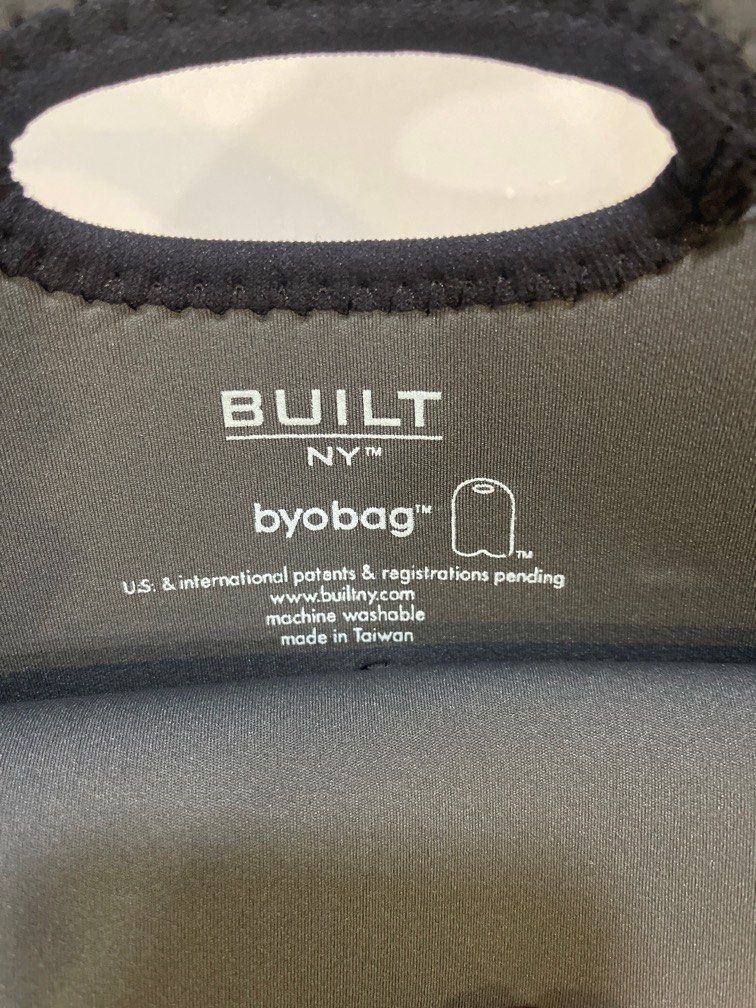 BUILT
NY™
byobag™
TM
U.S. & international patents & registrations pending
www.builtny.com
machine washable
made in Taiwan